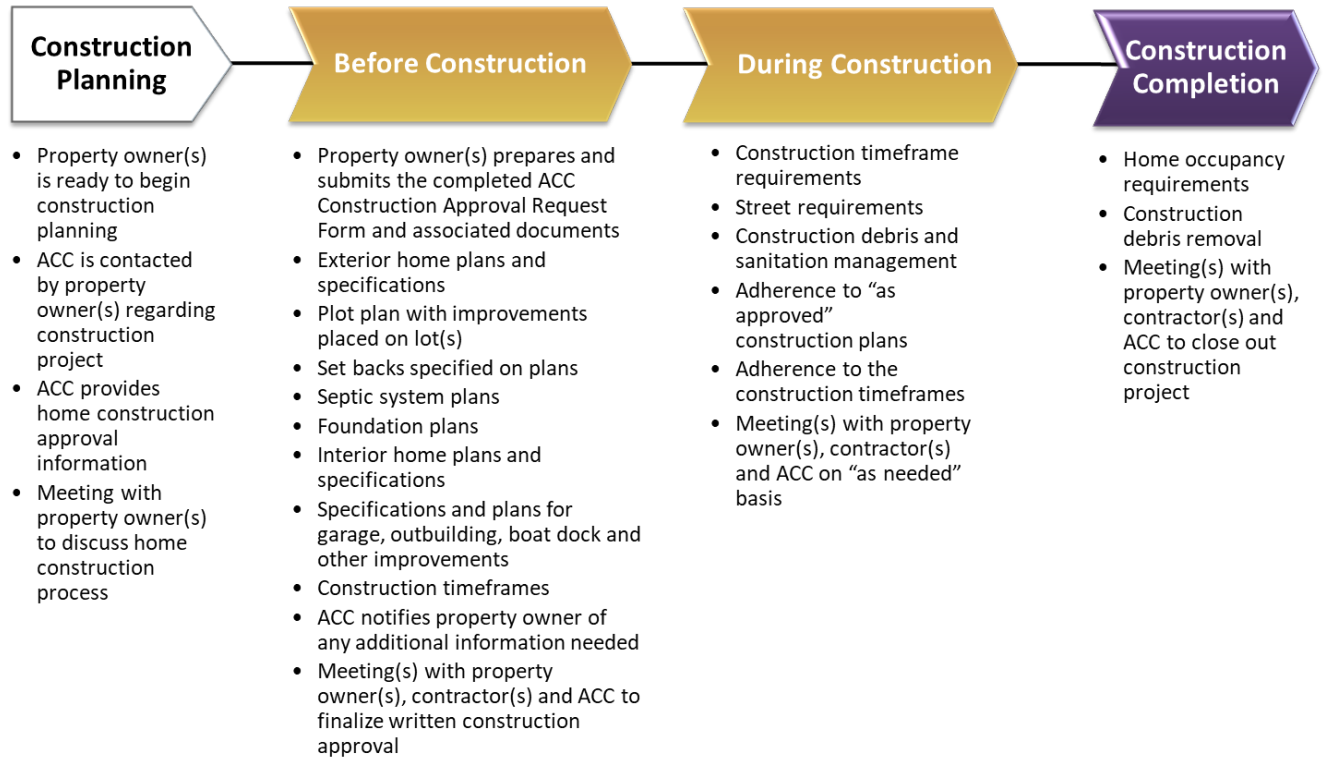 Construction
Planning
• Property owner(s)
is ready to begin
construction
planning
• ACC is contacted
by property
owner(s) regarding
construction
project
• ACC provides
home construction
approval
information
• Meeting with
property owner(s)
to discuss home
construction
process
Before Construction
• Property owner(s) prepares and
submits the completed ACC
Construction Approval Request
Form and associated documents
• Exterior home plans and
specifications
• Plot plan with improvements
placed on lot(s)
• Set backs specified on plans
• Septic system plans
• Foundation plans
• Interior home plans and
specifications
• Specifications and plans for
garage, outbuilding, boat dock and
other improvements
• Construction timeframes
• ACC notifies property owner of
any additional information needed
• Meeting(s) with property
owner(s), contractor(s) and ACC to
finalize written construction
approval
During Construction
• Construction timeframe
requirements
• Street requirements
• Construction debris and
sanitation management
• Adherence to “as
approved”
construction plans
• Adherence to the
construction timeframes
• Meeting(s) with property
owner(s), contractor(s)
and ACC on “as needed”
basis
Construction
Completion
• Home occupancy
requirements
• Construction
debris removal
• Meeting(s) with
property owner(s),
contractor(s) and
ACC to close out
construction
project